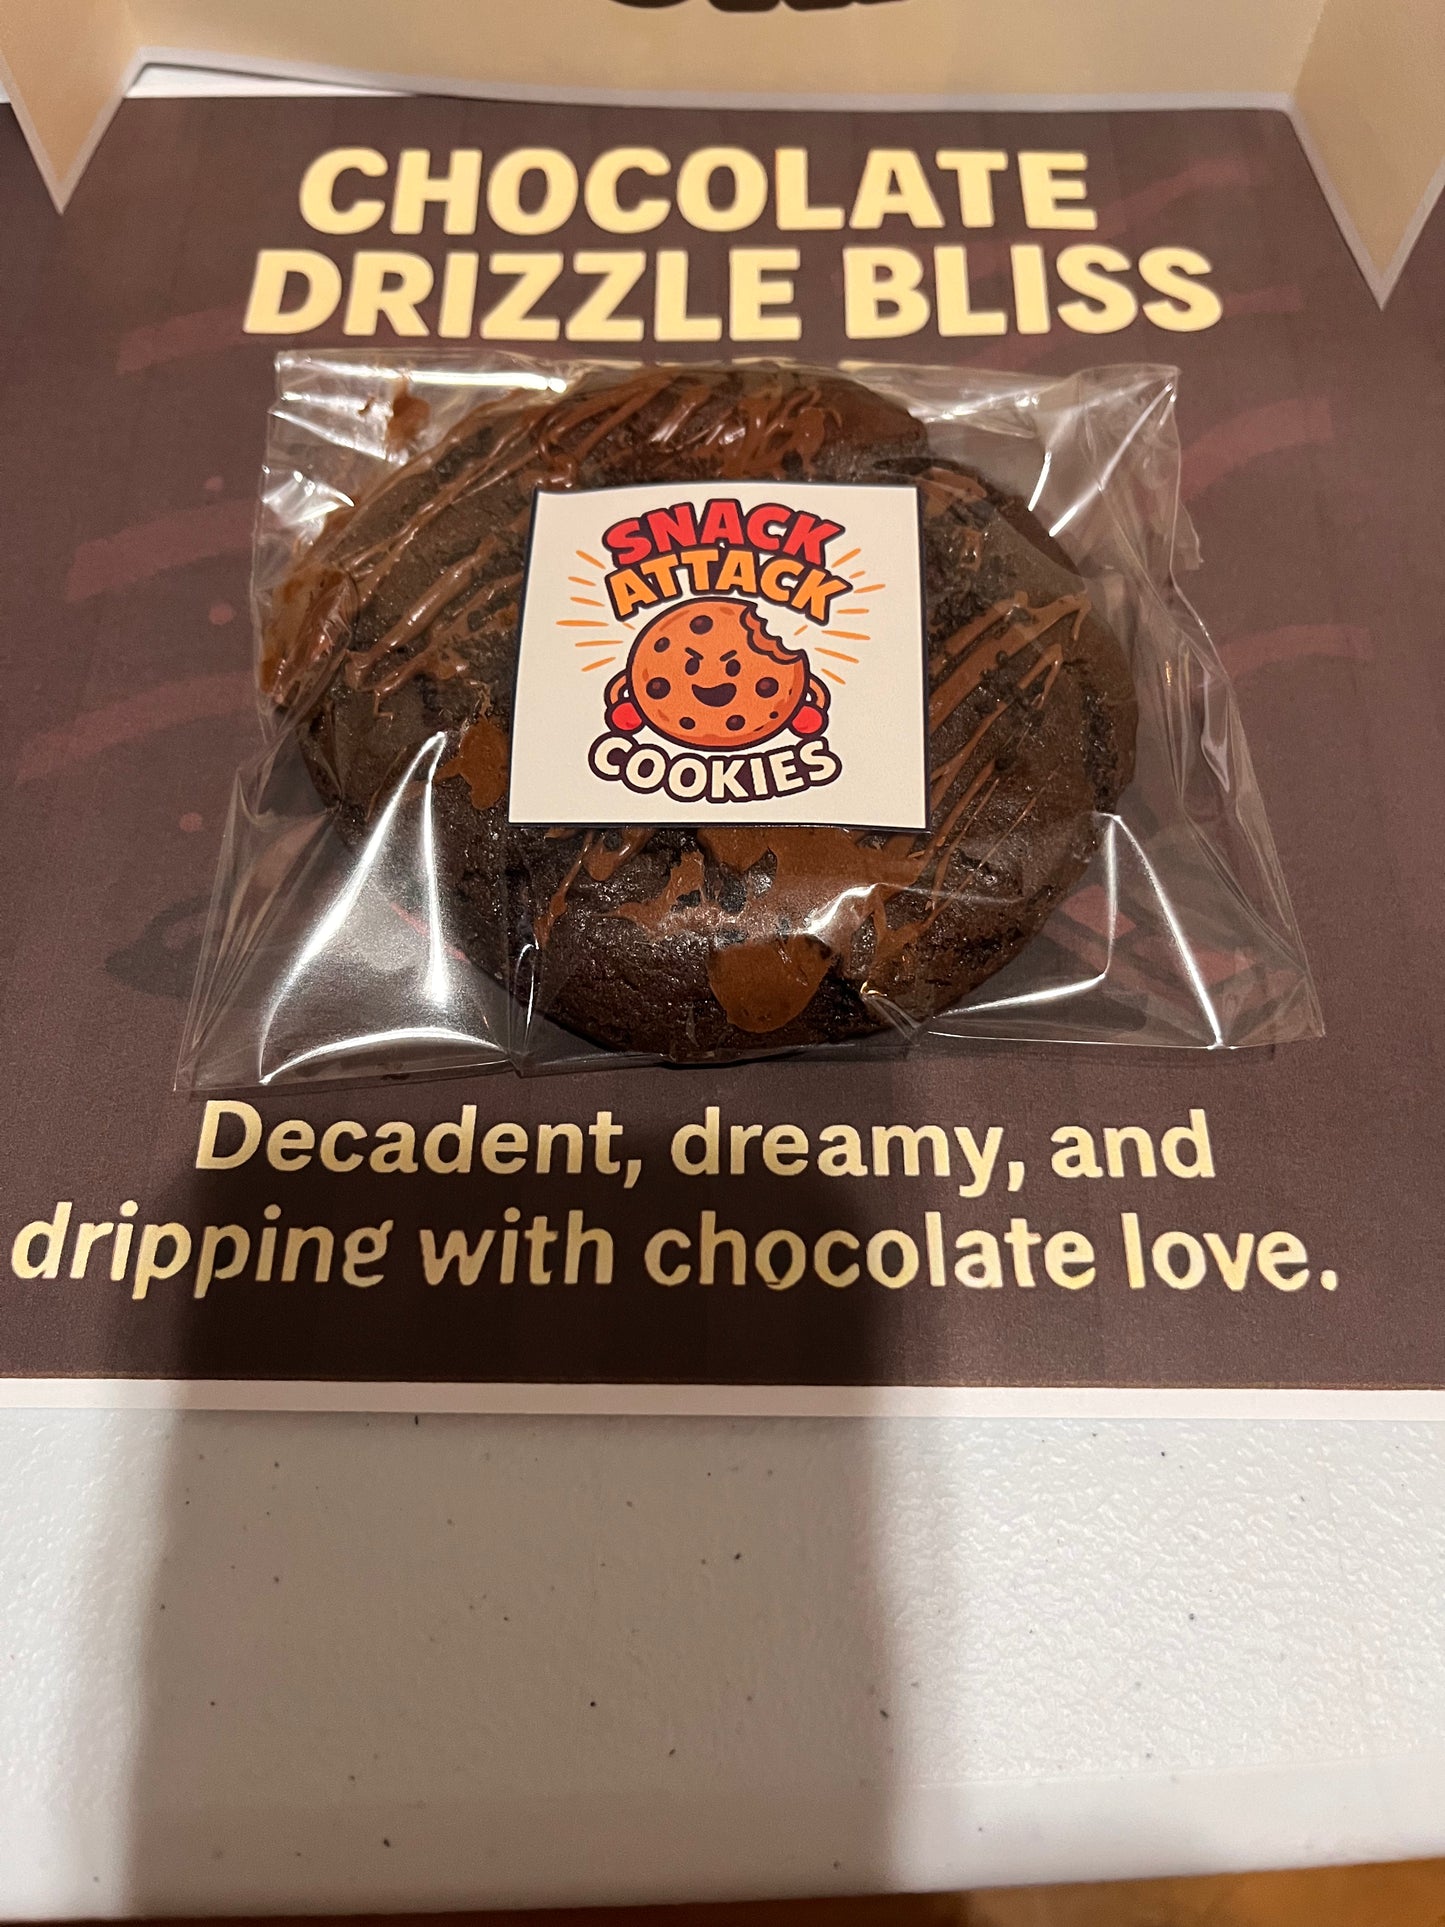 CHOCOLATE
DRIZZLE BLISS
SNACK
ATTACK
COOKIES
Decadent, dreamy, and
dripping with chocolate love.